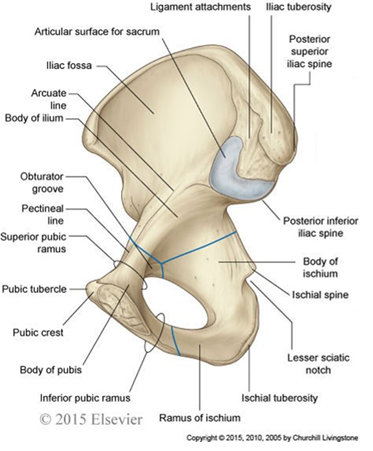 Ligament attachments
Iliac tuberosity
Articular surface for sacrum
Posterior
superior
iliac spine
Iliac fossa
Arcuate
line
Body of ilium
Obturator
groove
Pectineal
line
Superior pubic
ramus
Posterior inferior
iliac spine
Body of
ischium
Pubic tubercle
Ischial spine
Pubic crest
Lesser sciatic
notch
Body of pubis
Inferior pubic ramus
Ischial tuberosity
Ramus of ischium
© 2015 Elsevier
Copyright © 2015, 2010, 2005 by Churchill Livingstone